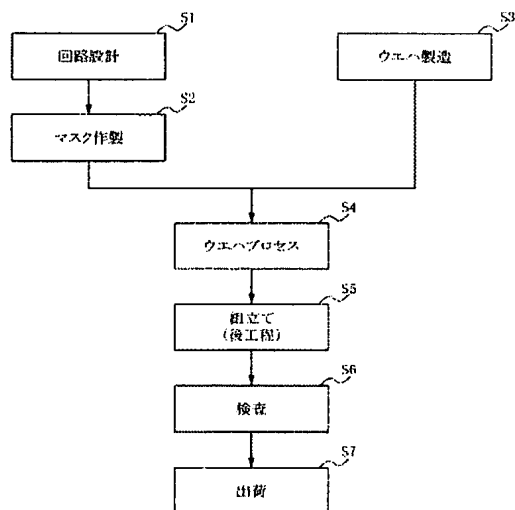 S1
回路設計
S3
ウエハ製造
S2
マスク作製
S4
ウエハプロセス
S5
組立て
(後工程)
S6
検査
S7
出荷